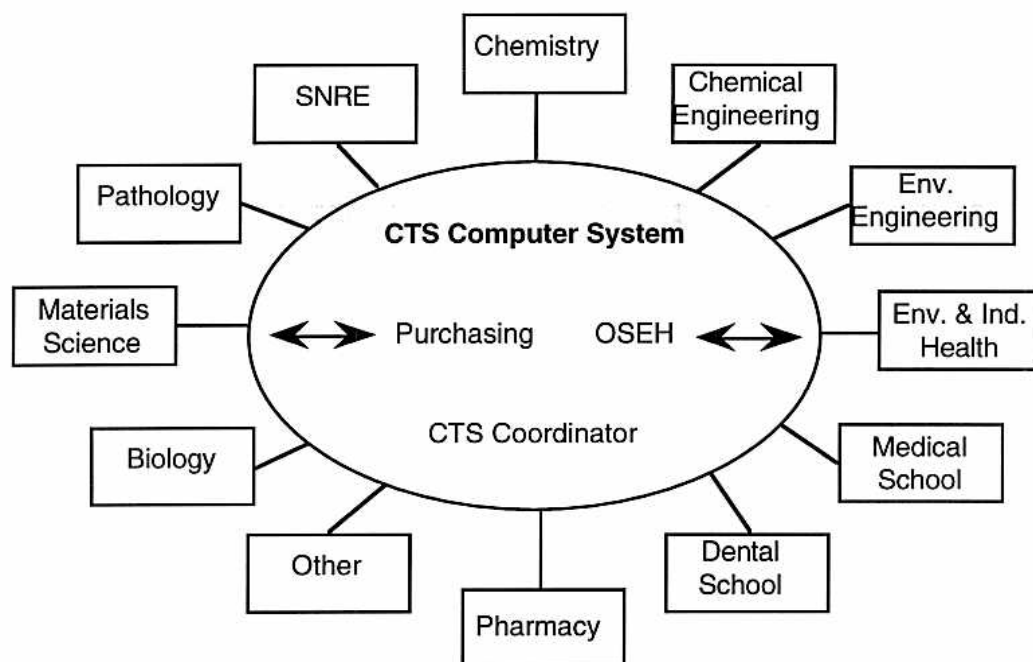 Chemistry
SNRE
Chemical
Engineering
Pathology
Env.
Engineering
CTS Computer System
Materials
Science
Purchasing
OSEH
Env. & Ind.
Health
CTS Coordinator
Biology
Medical
School
Other
Dental
School
Pharmacy